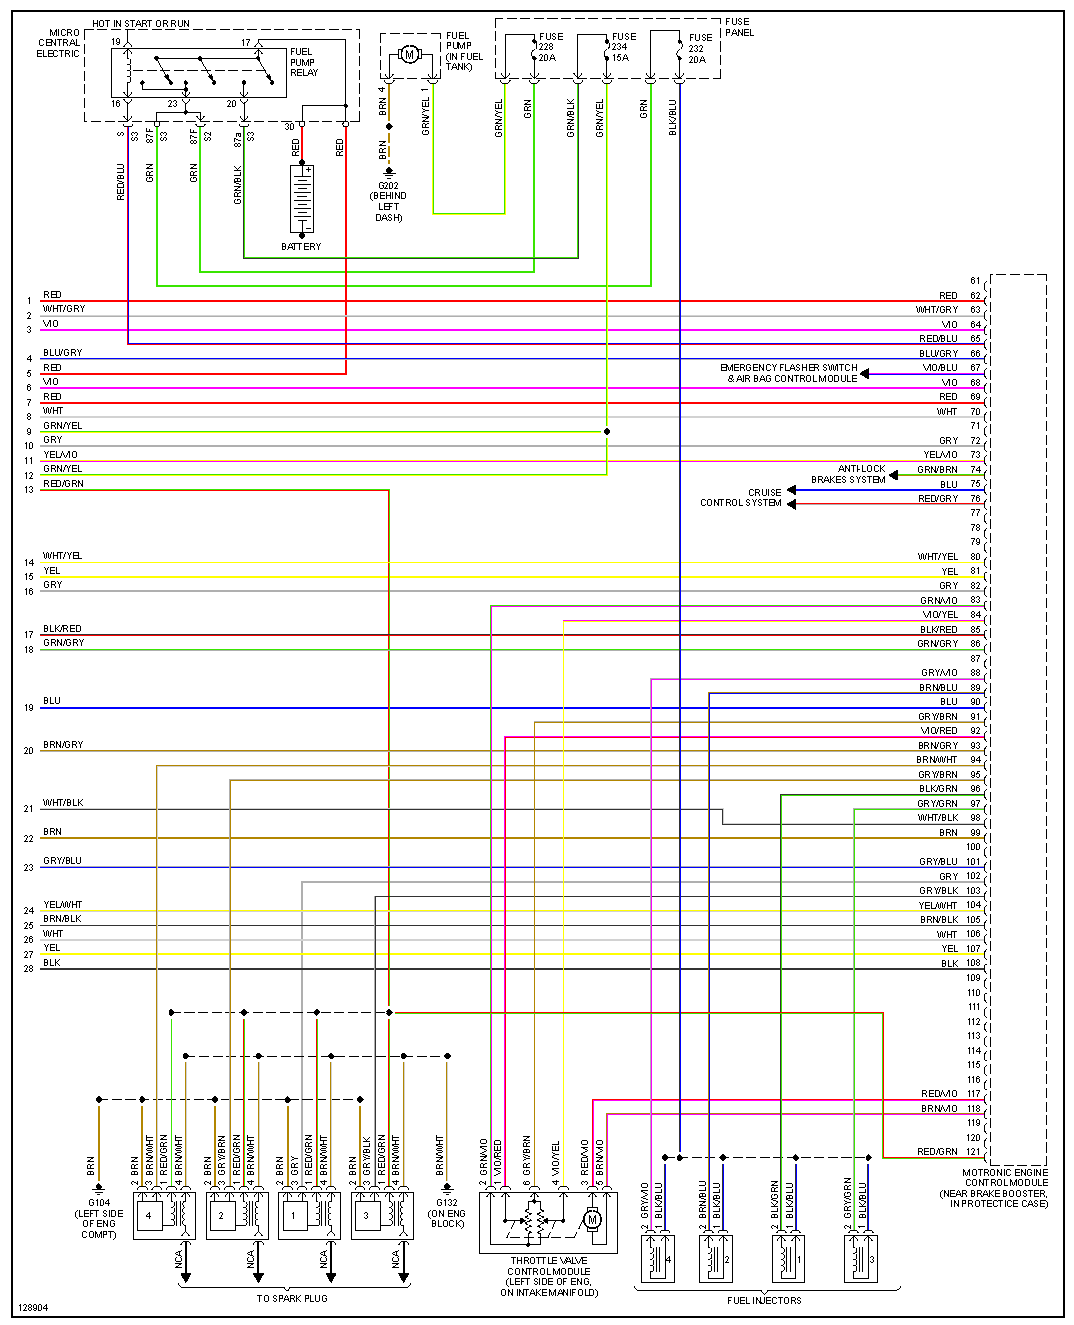 HOT IN START OR RUN
MICRO
CENTRAL
ELECTRIC
19
17
FUEL
PUMP
RELAY
16
23
20
30
S
S3
87F
S3
87F
S2
87a
S3
RED/BLU
GRN
GRN
GRN/BLK
RED
RED
+
-
BATTERY
FUEL
PUMP
(IN FUEL
TANK)
M
4
1
BRN
GRN/YEL
BRN
G202
(BEHIND
LEFT
DASH)
FUSE
PANEL
FUSE
228
20A
FUSE
234
15A
FUSE
232
20A
GRN/YEL
GRN
GRN/BLK
GRN/YEL
GRN
BLK/BLU
61
1 RED RED 62
2 WHT/GRY WHT/GRY 63
3 VIO VIO 64
RED/BLU 65
4 BLU/GRY BLU/GRY 66
5 RED
EMERGENCY FLASHER SWITCH
& AIR BAG CONTROL MODULE
VIO/BLU 67
6 VIO VIO 68
7 RED RED 69
8 WHT WHT 70
9 GRN/YEL 71
10 GRY GRY 72
11 YEL/VIO YEL/VIO 73
12 GRN/YEL
ANTI-LOCK
BRAKES SYSTEM
GRN/BRN 74
13 RED/GRN
CRUISE
CONTROL SYSTEM
BLU 75
RED/GRY 76
77
78
79
14 WHT/YEL WHT/YEL 80
15 YEL YEL 81
16 GRY GRY 82
GRN/VIO 83
VIO/YEL 84
17 BLK/RED BLK/RED 85
18 GRN/GRY GRN/GRY 86
87
GRY/VIO 88
BRN/BLU 89
19 BLU BLU 90
GRY/BRN 91
VIO/RED 92
20 BRN/GRY BRN/GRY 93
BRN/WHT 94
GRY/BRN 95
BLK/GRN 96
21 WHT/BLK GRY/GRN 97
WHT/BLK 98
22 BRN BRN 99
100
23 GRY/BLU GRY/BLU 101
GRY 102
GRY/BLK 103
24 YEL/WHT YEL/WHT 104
25 BRN/BLK BRN/BLK 105
26 WHT WHT 106
27 YEL YEL 107
28 BLK BLK 108
109
110
111
112
113
114
115
116
RED/VIO 117
BRN/VIO 118
119
120
RED/GRN 121
MOTRONIC ENGINE
CONTROL MODULE
(NEAR BRAKE BOOSTER,
IN PROTECTICE CASE)
BRN
G104
(LEFT SIDE
OF ENG
COMPT)
2 BRN
3 BRN/WHT
1 RED/GRN
4 BRN/WHT
4
NCA
2 BRN
3 GRY/BRN
1 RED/GRN
4 BRN/WHT
2
NCA
2 BRN
3 GRY
1 RED/GRN
4 BRN/WHT
1
NCA
2 BRN
3 GRY/BLK
1 RED/GRN
4 BRN/WHT
3
NCA
TO SPARK PLUG
BRN/WHT
G132
(ON ENG
BLOCK)
2 GRN/VIO
1 VIO/RED
6 GRY/BRN
4 VIO/YEL
3 RED/VIO
5 BRN/VIO
M
THROTTLE VALVE
CONTROL MODULE
(LEFT SIDE OF ENG,
ON INTAKE MANIFOLD)
2 GRY/VIO
1 BLK/BLU
4
2 BRN/BLU
1 BLK/BLU
2
2 BLK/GRN
1 BLK/BLU
1
2 GRY/GRN
1 BLK/BLU
3
FUEL INJECTORS
128904